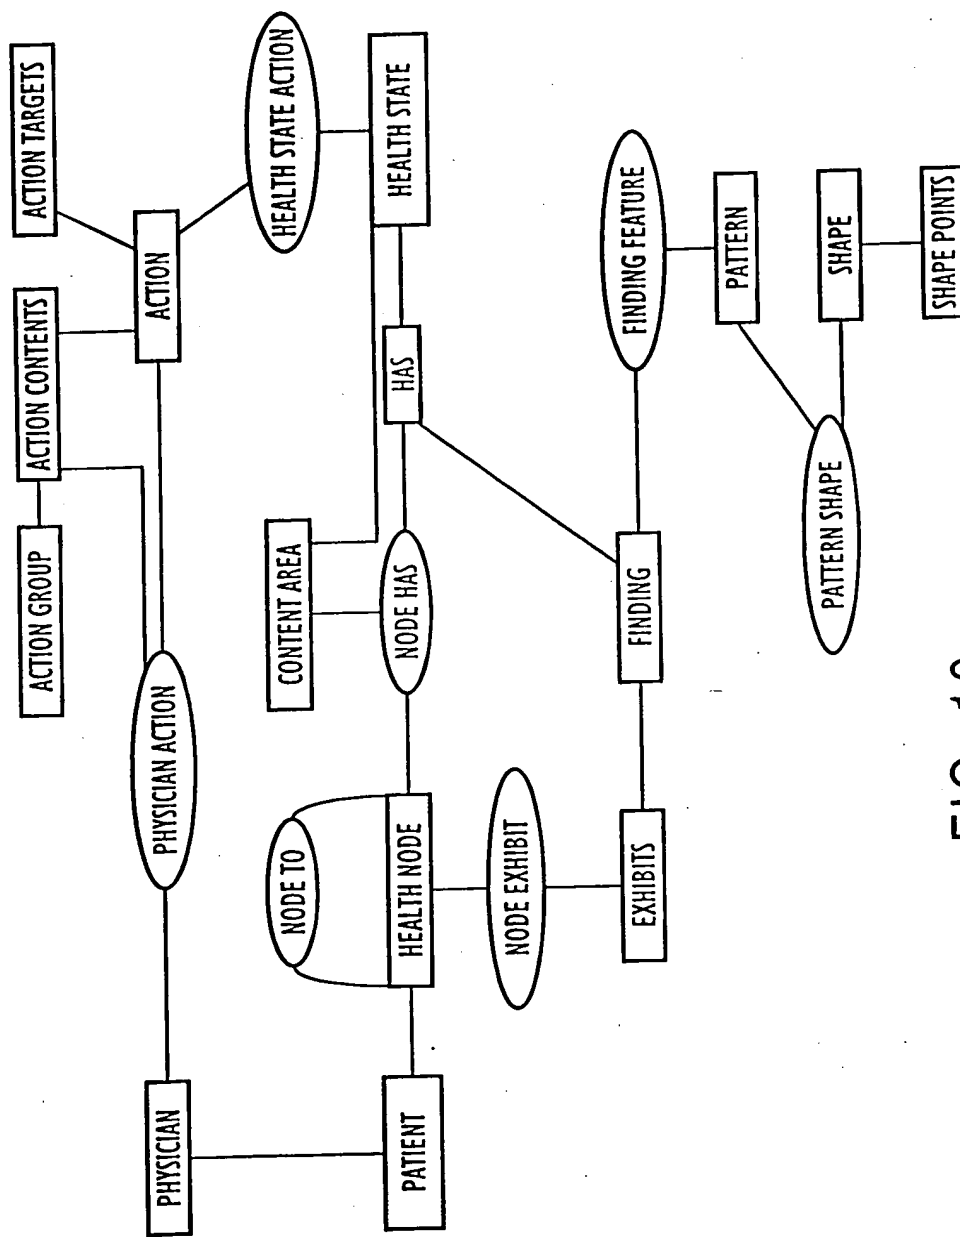 ACTION GROUP
ACTION CONTENTS
ACTION TARGETS
PHYSICIAN
PHYSICIAN ACTION
ACTION
NODE TO
CONTENT AREA
HEALTH STATE ACTION
PATIENT
HEALTH NODE
NODE HAS
HAS
HEALTH STATE
NODE EXHIBIT
EXHIBITS
FINDING
FINDING FEATURE
PATTERN
PATTERN SHAPE
SHAPE
SHAPE POINTS
FIG.